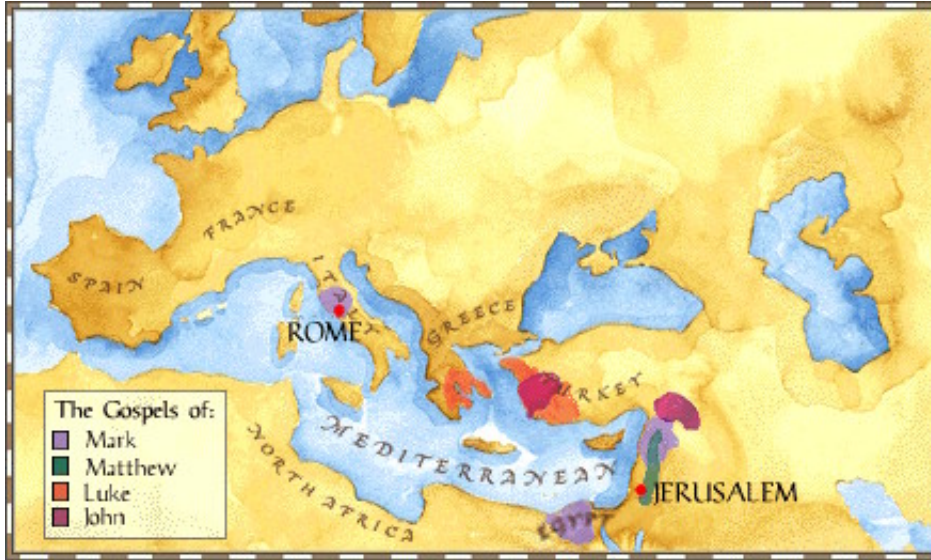 FRANCE
SPAIN
ITALY
ROME
GREECE
TURKEY
MEDITERRANEAN
NORTH AFRICA
EGYPT
JERUSALEM
The Gospels of:
Mark
Matthew
Luke
John